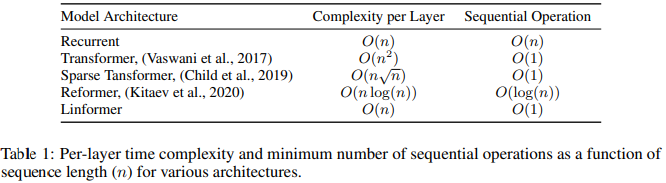 Model Architecture Complexity per Layer Sequential Operation
Recurrent O(n) O(n)
Transformer, (Vaswani et al., 2017) O(n²) O(1)
Sparse Tansformer, (Child et al., 2019) O(n√n) O(1)
Reformer, (Kitaev et al., 2020) O(n log(n)) O(log(n))
Linformer O(n) O(1)
Table 1: Per-layer time complexity and minimum number of sequential operations as a function of
sequence length (n) for various architectures.